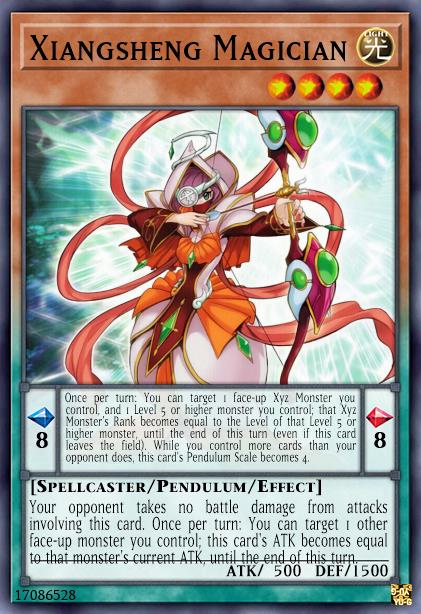 Xiangsheng Magician
LIGHT
光
Once per turn: You can target 1 face-up Xyz Monster you
control, and 1 Level 5 or higher monster you control; that Xyz
Monster's Rank becomes equal to the Level of that Level 5 or
higher monster, until the end of this turn (even if this card
leaves the field). While you control more cards than your
opponent does, this card's Pendulum Scale becomes 4.
8
8
[Spellcaster/Pendulum/Effect]
Your opponent takes no battle damage from attacks
involving this card. Once per turn: You can target 1 other
face-up monster you control; this card's ATK becomes equal
to that monster's current ATK, until the end of this turn.
ATK/ 500 DEF/1500
17086528